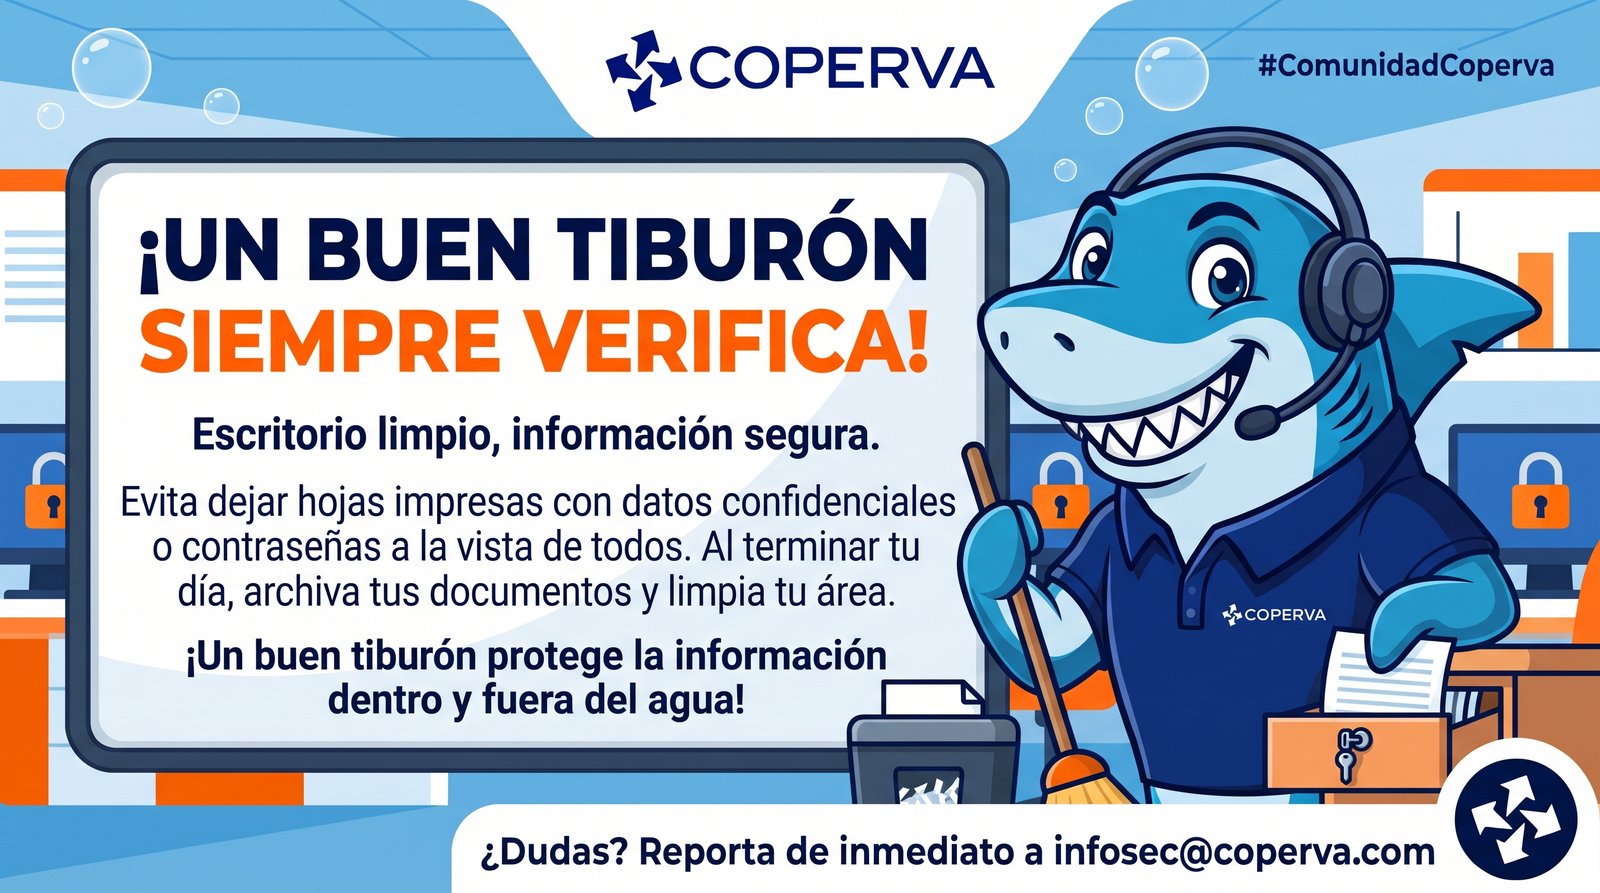 COPERVA
#ComunidadCoperva
¡UN BUEN TIBURÓN
SIEMPRE VERIFICA!
Escritorio limpio, información segura.
Evita dejar hojas impresas con datos confidenciales
o contraseñas a la vista de todos. Al terminar tu
día, archiva tus documentos y limpia tu área.
¡Un buen tiburón protege la información
dentro y fuera del agua!
COPERVA
¿Dudas? Reporta de inmediato a infosec@coperva.com